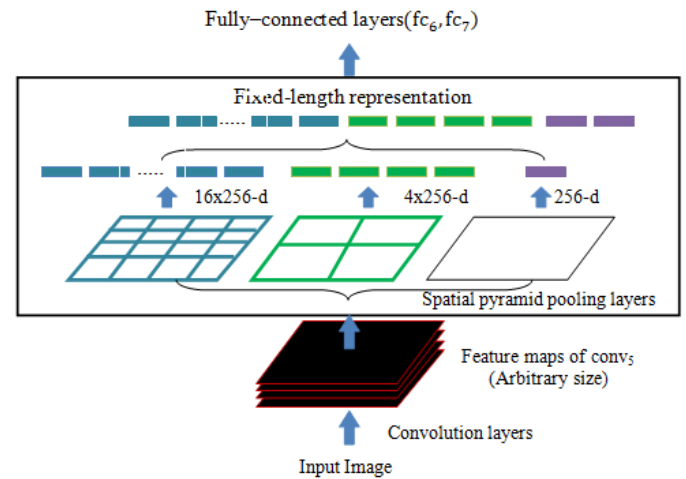 Fully–connected layers(fc₆,fc₇)
Fixed-length representation
16x256-d
4x256-d
256-d
Spatial pyramid pooling layers
Feature maps of conv₅
(Arbitrary size)
Convolution layers
Input Image